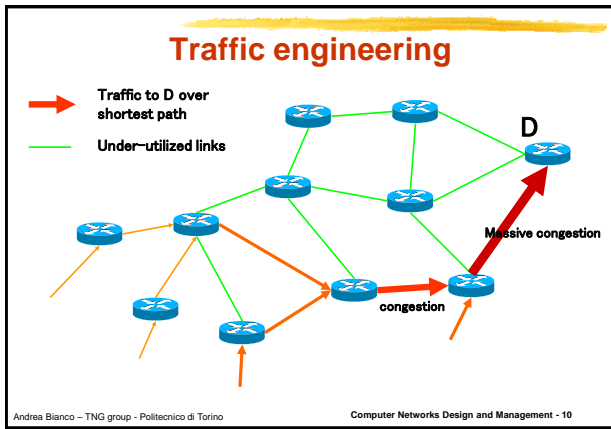 Traffic engineering
Traffic to D over
shortest path
Under-utilized links
D
Massive congestion
congestion
Andrea Bianco – TNG group - Politecnico di Torino
Computer Networks Design and Management - 10